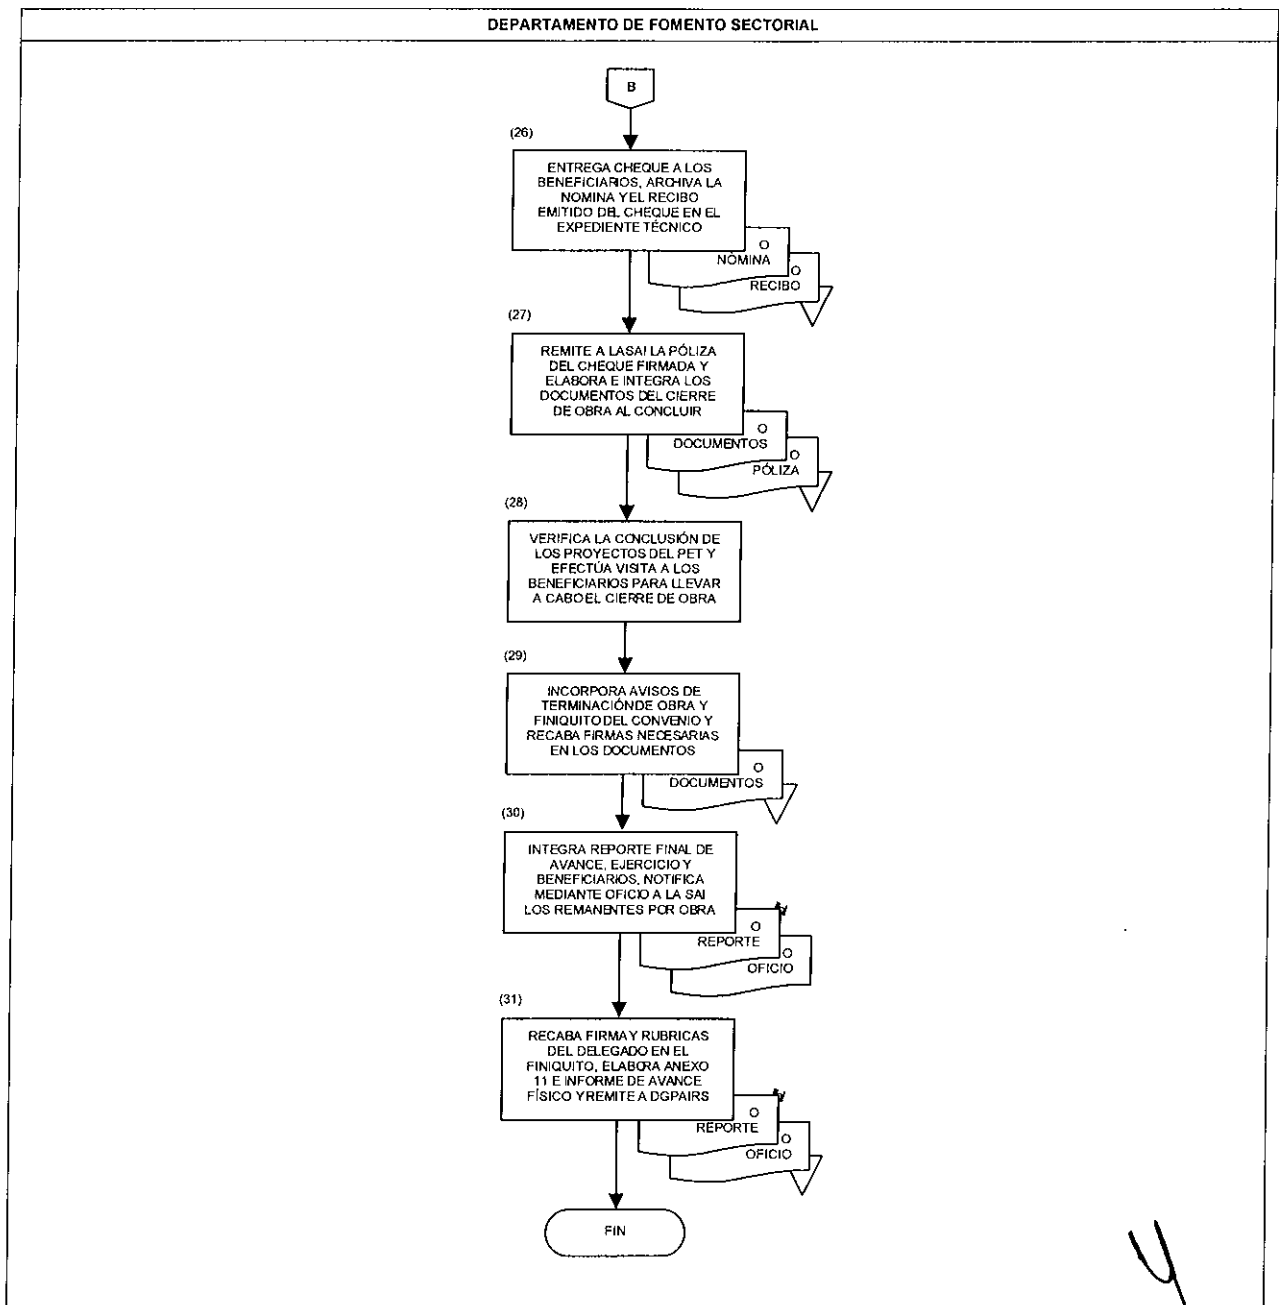 DEPARTAMENTO DE FOMENTO SECTORIAL
B
(26)
ENTREGA CHEQUE A LOS
BENEFICIARIOS, ARCHIVA LA
NOMINA YEL RECIBO
EMITIDO DEL CHEQUE EN EL
EXPEDIENTE TÉCNICO
O
NÓMINA
O
RECIBO
(27)
REMITE A LASAI LA PÓLIZA
DEL CHEQUE FIRMADA Y
ELABORA E INTEGRA LOS
DOCUMENTOS DEL CIERRE
DE OBRA AL CONCLUIR
O
DOCUMENTOS
O
PÓLIZA
(28)
VERIFICA LA CONCLUSIÓN DE
LOS PROYECTOS DEL PET Y
EFECTÚA VISITA A LOS
BENEFICIARIOS PARA LLEVAR
A CABO EL CIERRE DE OBRA
(29)
INCORPORA AVISOS DE
TERMINACIÓN DE OBRA Y
FINIQUITO DEL CONVENIO Y
RECABA FIRMAS NECESARIAS
EN LOS DOCUMENTOS
O
DOCUMENTOS
(30)
INTEGRA REPORTE FINAL DE
AVANCE, EJERCICIO Y
BENEFICIARIOS, NOTIFICA
MEDIANTE OFICIO A LA SAI
LOS REMANENTES POR OBRA
O
REPORTE
O
OFICIO
(31)
RECABA FIRMA Y RUBRICAS
DEL DELEGADO EN EL
FINIQUITO, ELABORA ANEXO
11 E INFORME DE AVANCE
FÍSICO Y REMITE A DGPAIRS
O
REPORTE
O
OFICIO
FIN